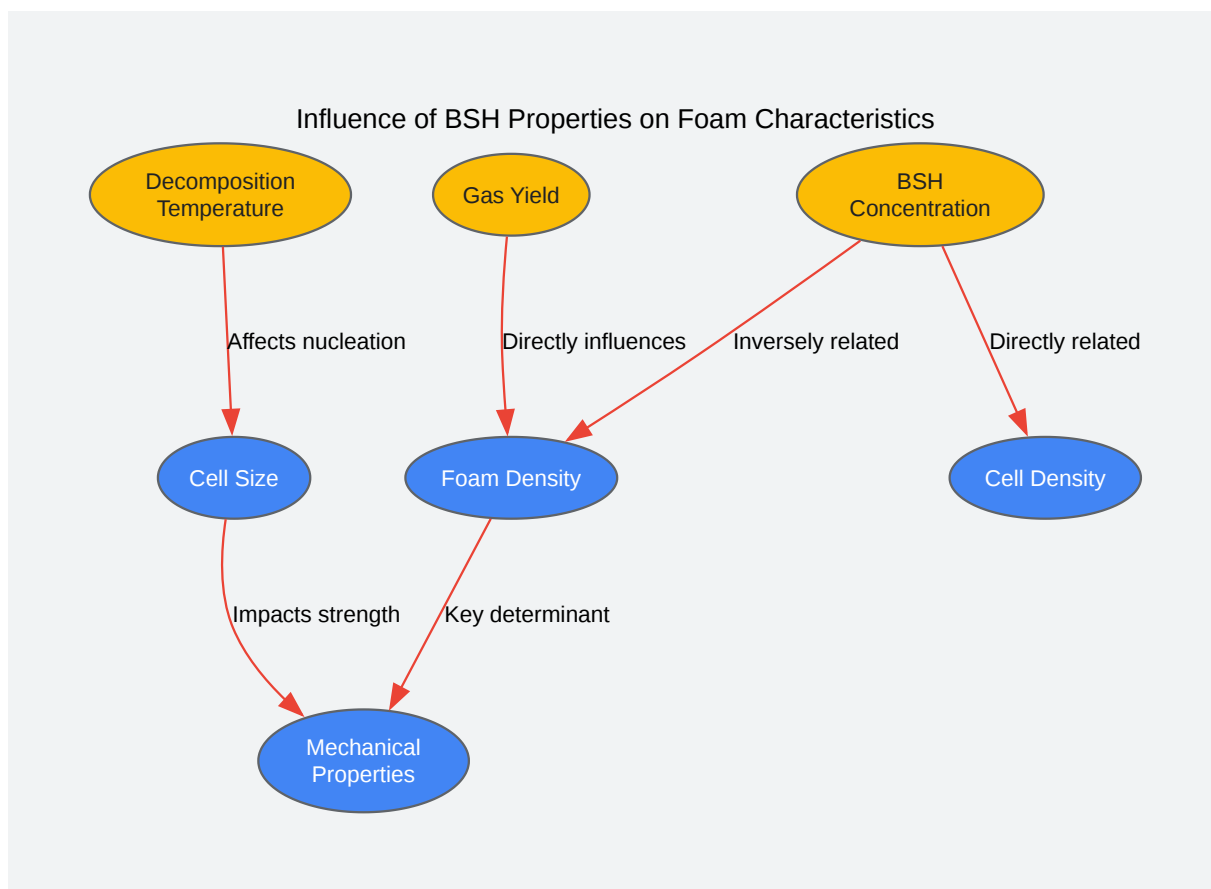 Influence of BSH Properties on Foam Characteristics
Decomposition
Temperature
Gas Yield
BSH
Concentration
Affects nucleation
Directly influences
Inversely related
Directly related
Cell Size
Foam Density
Cell Density
Impacts strength
Key determinant
Mechanical
Properties